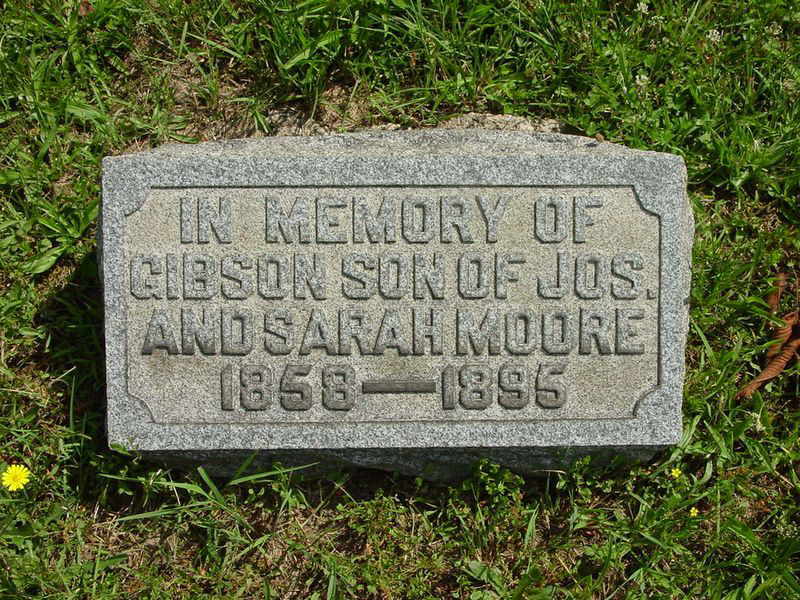 IN MEMORY OF
GIBSON SON OF JOS.
AND SARAH MOORE
1858—1895